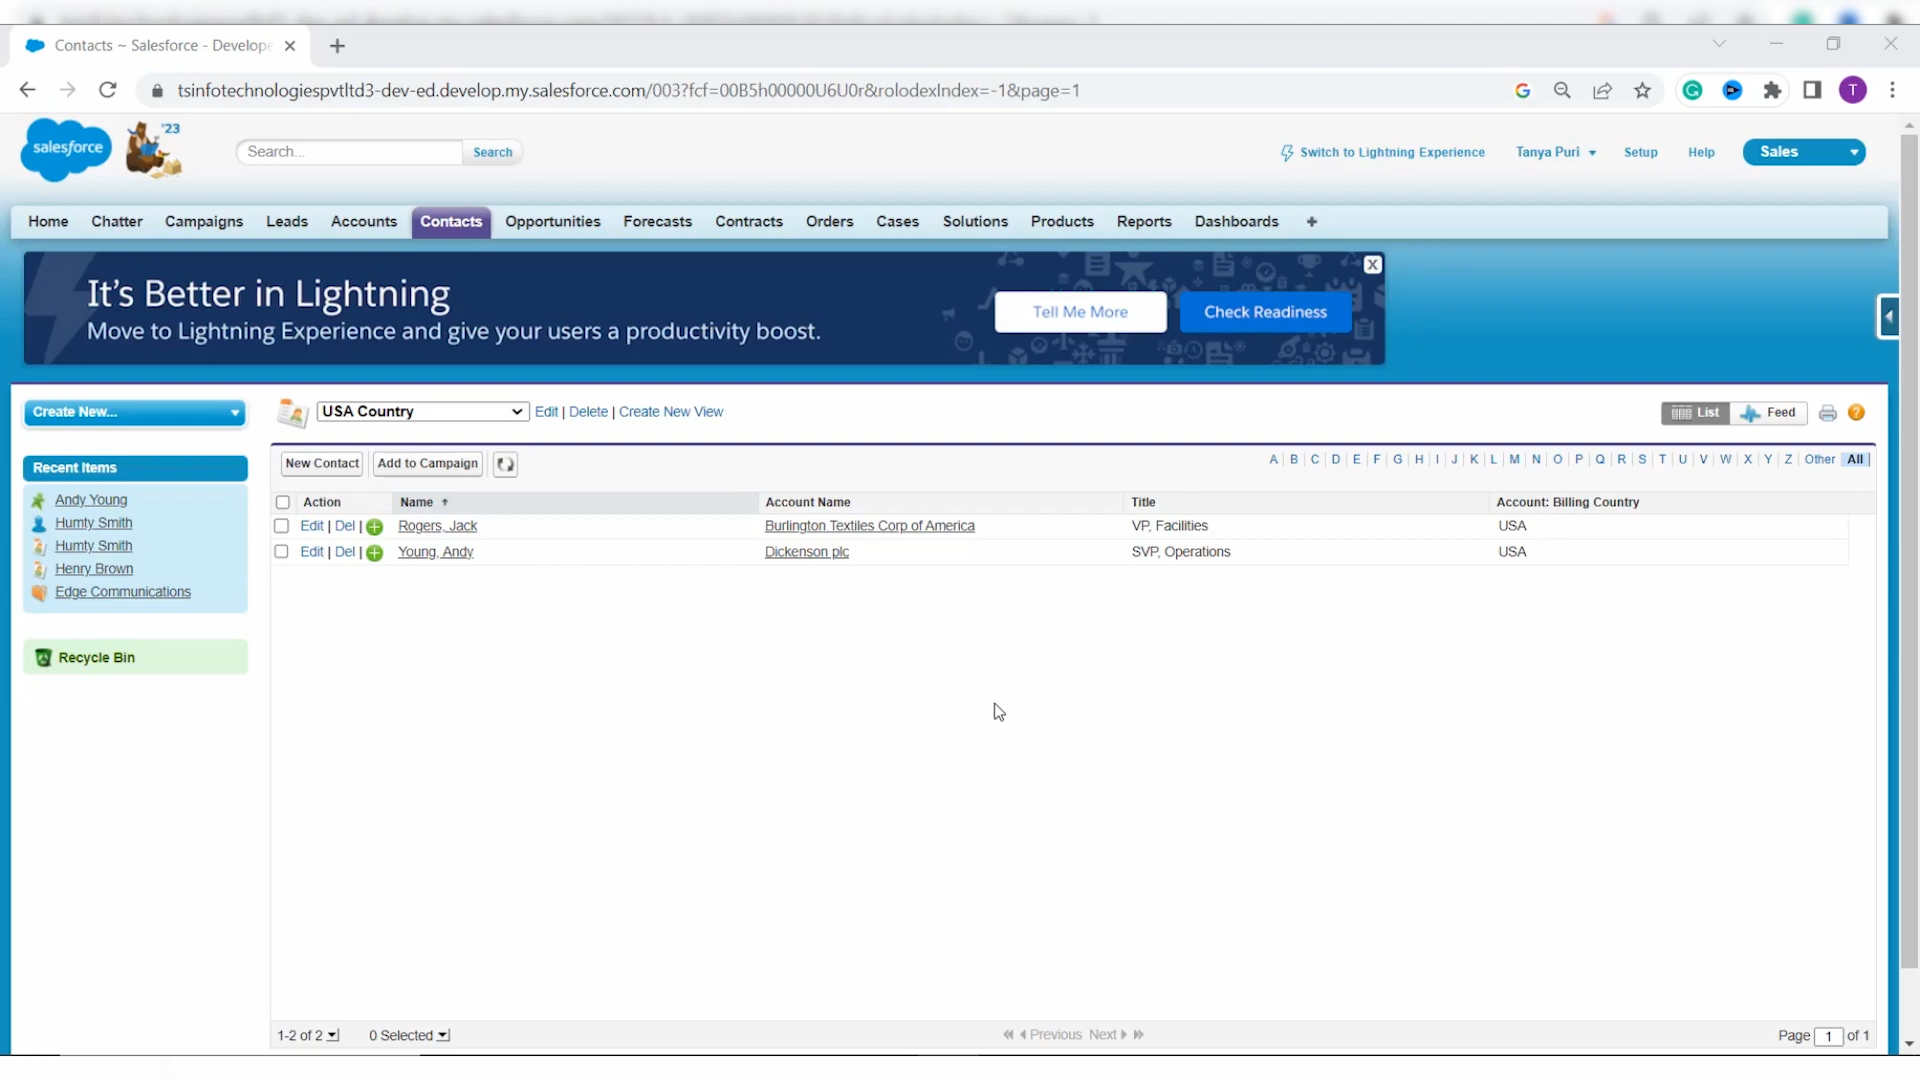 Contacts ~ Salesforce - Develope
tsinfotechnologiespvtltd3-dev-ed.develop.my.salesforce.com/003?fcf=00B5h00000U6U0r&rolodexIndex=-1&page=1
T
salesforce
'23
Search...
Search
Switch to Lightning Experience
Tanya Puri
Setup
Help
Sales
Home
Chatter
Campaigns
Leads
Accounts
Contacts
Opportunities
Forecasts
Contracts
Orders
Cases
Solutions
Products
Reports
Dashboards
It's Better in Lightning
Move to Lightning Experience and give your users a productivity boost.
Tell Me More
Check Readiness
X
Create New...
USA Country
Edit | Delete | Create New View
List
Feed
Recent Items
Andy Young
Humty Smith
Humty Smith
Henry Brown
Edge Communications
Recycle Bin
New Contact
Add to Campaign
A | B | C | D | E | F | G | H | I | J | K | L | M | N | O | P | Q | R | S | T | U | V | W | X | Y | Z | Other | All |
Action Name Account Name Title Account: Billing Country
Edit | Del | Rogers, Jack Burlington Textiles Corp of America VP, Facilities USA
Edit | Del | Young, Andy Dickenson plc SVP, Operations USA
1-2 of 2
0 Selected
Previous Next
Page 1 of 1